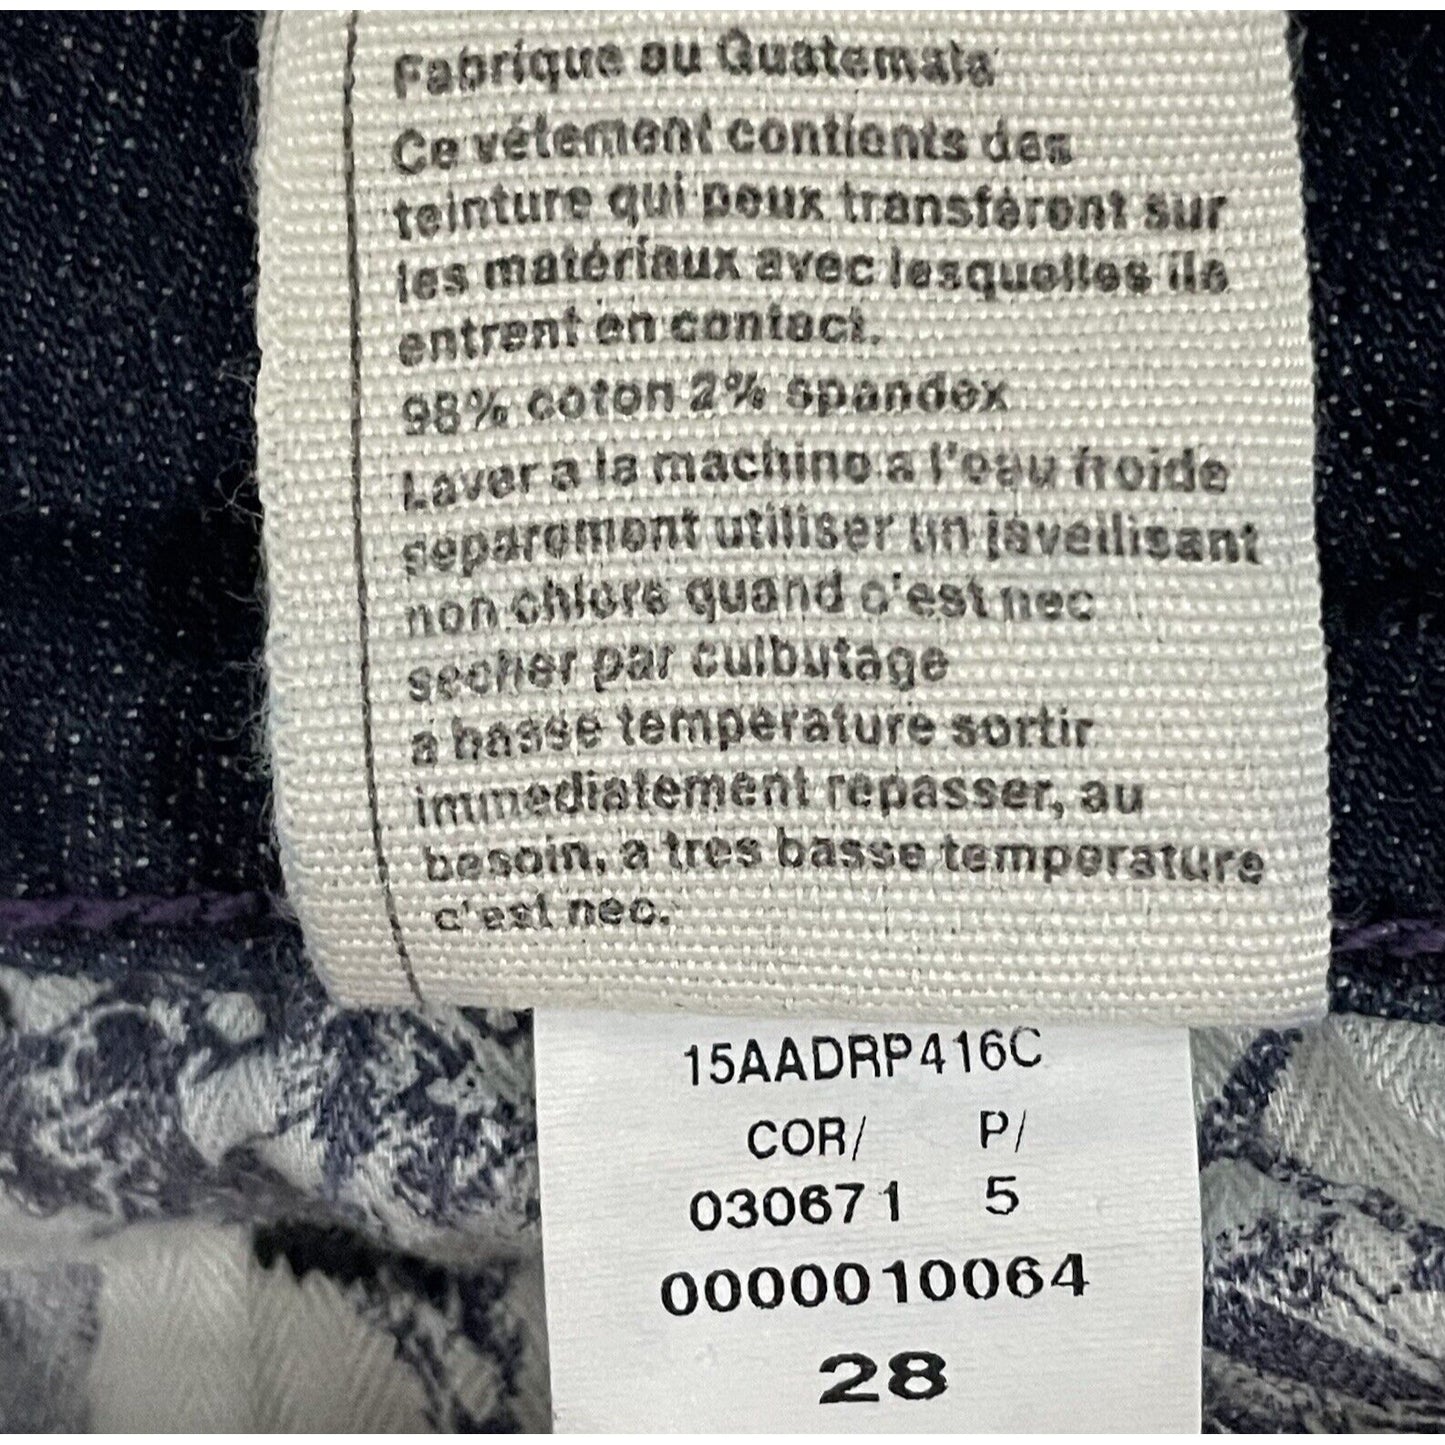 Fabrique au Guatemala
Ce vétement contients des
teinture qui peux transfèront sur
les matériaux avec lesquelles ils
entrent en contact.
98% coton 2% spandex
Laver a la machine a l'eau froide
separement utiliser un javellisant
non chlore quand c'est nec
secher par culbutage
a basse temperature sortir
immediatement repasser, au
besoin, a tres basse temperature
c'est nec.
15AADRP416C
COR/ P/
030671 5
0000010064
28